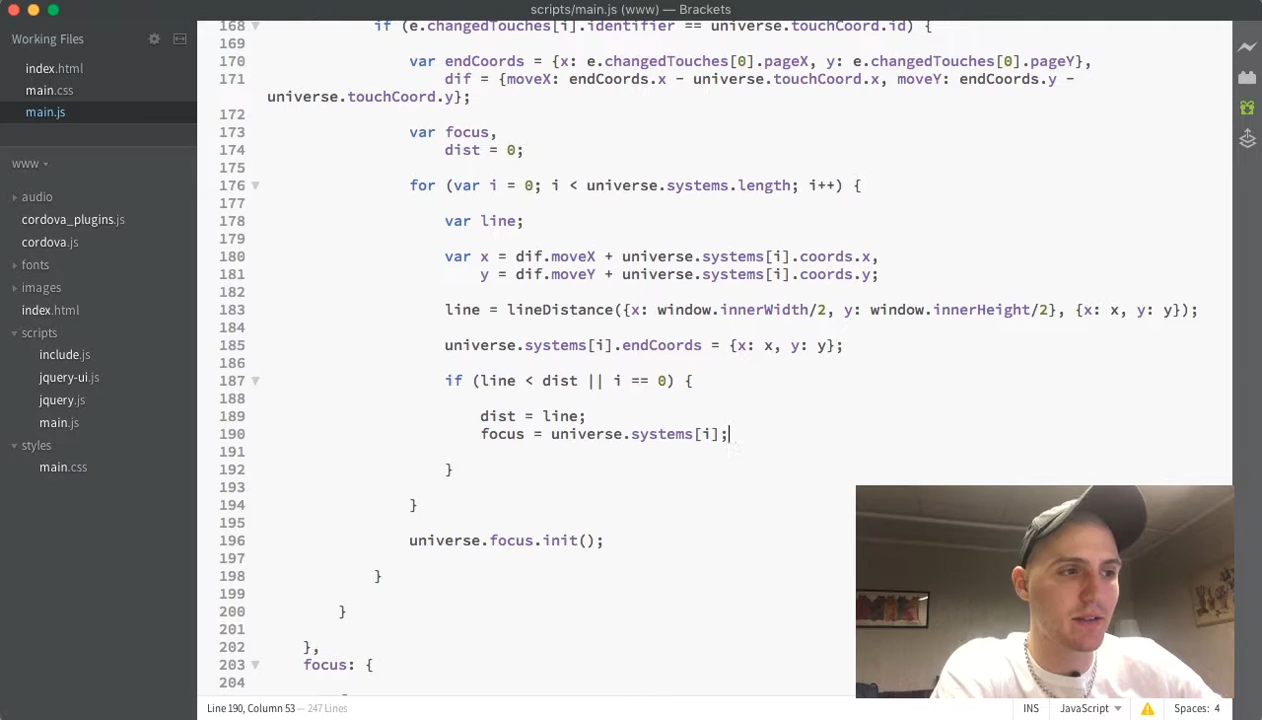 scripts/main.js (www) — Brackets
Working Files
index.html
main.css
main.js
www
audio
cordova_plugins.js
cordova.js
fonts
images
index.html
scripts
include.js
jquery-ui.js
jquery.js
main.js
styles
main.css
168 if (e.changedTouches[i].identifier == universe.touchCoord.id) {
169
170 var endCoords = {x: e.changedTouches[0].pageX, y: e.changedTouches[0].pageY},
171 dif = {moveX: endCoords.x - universe.touchCoord.x, moveY: endCoords.y -
universe.touchCoord.y};
172
173 var focus,
174 dist = 0;
175
176 for (var i = 0; i < universe.systems.length; i++) {
177
178 var line;
179
180 var x = dif.moveX + universe.systems[i].coords.x,
181 y = dif.moveY + universe.systems[i].coords.y;
182
183 line = lineDistance({x: window.innerWidth/2, y: window.innerHeight/2}, {x: x, y: y});
184
185 universe.systems[i].endCoords = {x: x, y: y};
186
187 if (line < dist || i == 0) {
188
189 dist = line;
190 focus = universe.systems[i];
191
192 }
193
194 }
195
196 universe.focus.init();
197
198 }
199
200 }
201
202 },
203 focus: {
204
Line 190, Column 53 — 247 Lines
INS JavaScript Spaces: 4